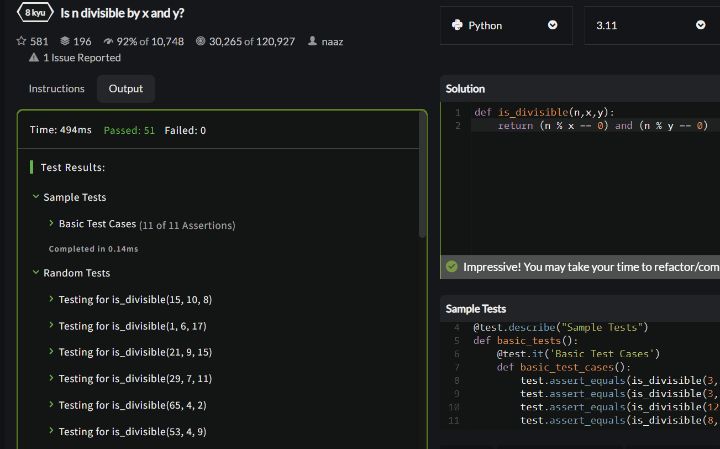 8 kyu
Is n divisible by x and y?
581 196 92% of 10,748 30,265 of 120,927 naaz
1 Issue Reported
Instructions Output
Time: 494ms Passed: 51 Failed: 0
Test Results:
Sample Tests
Basic Test Cases (11 of 11 Assertions)
Completed in 0.14ms
Random Tests
Testing for is_divisible(15, 10, 8)
Testing for is_divisible(1, 6, 17)
Testing for is_divisible(21, 9, 15)
Testing for is_divisible(29, 7, 11)
Testing for is_divisible(65, 4, 2)
Testing for is_divisible(53, 4, 9)
Python 3.11
Solution
1 def is_divisible(n,x,y):
2 return (n % x == 0) and (n % y == 0)
Impressive! You may take your time to refactor/com
Sample Tests
4 @test.describe("Sample Tests")
5 def basic_tests():
6 @test.it('Basic Test Cases')
7 def basic_test_cases():
8 test.assert_equals(is_divisible(3,
9 test.assert_equals(is_divisible(3,
10 test.assert_equals(is_divisible(12
11 test.assert_equals(is_divisible(8,